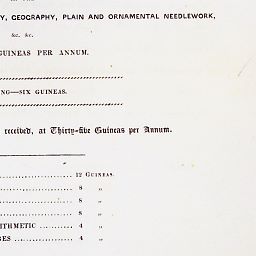 Y, GEOGRAPHY, PLAIN AND ORNAMENTAL NEEDLEWORK,
&c. &c.
GUINEAS PER ANNUM.
NG—SIX GUINEAS.
received, at Thirty-five Guineas per Annum.
12 GUINEAS.
8 „
8 „
8 „
ITHMETIC 4 „
GES 4 „